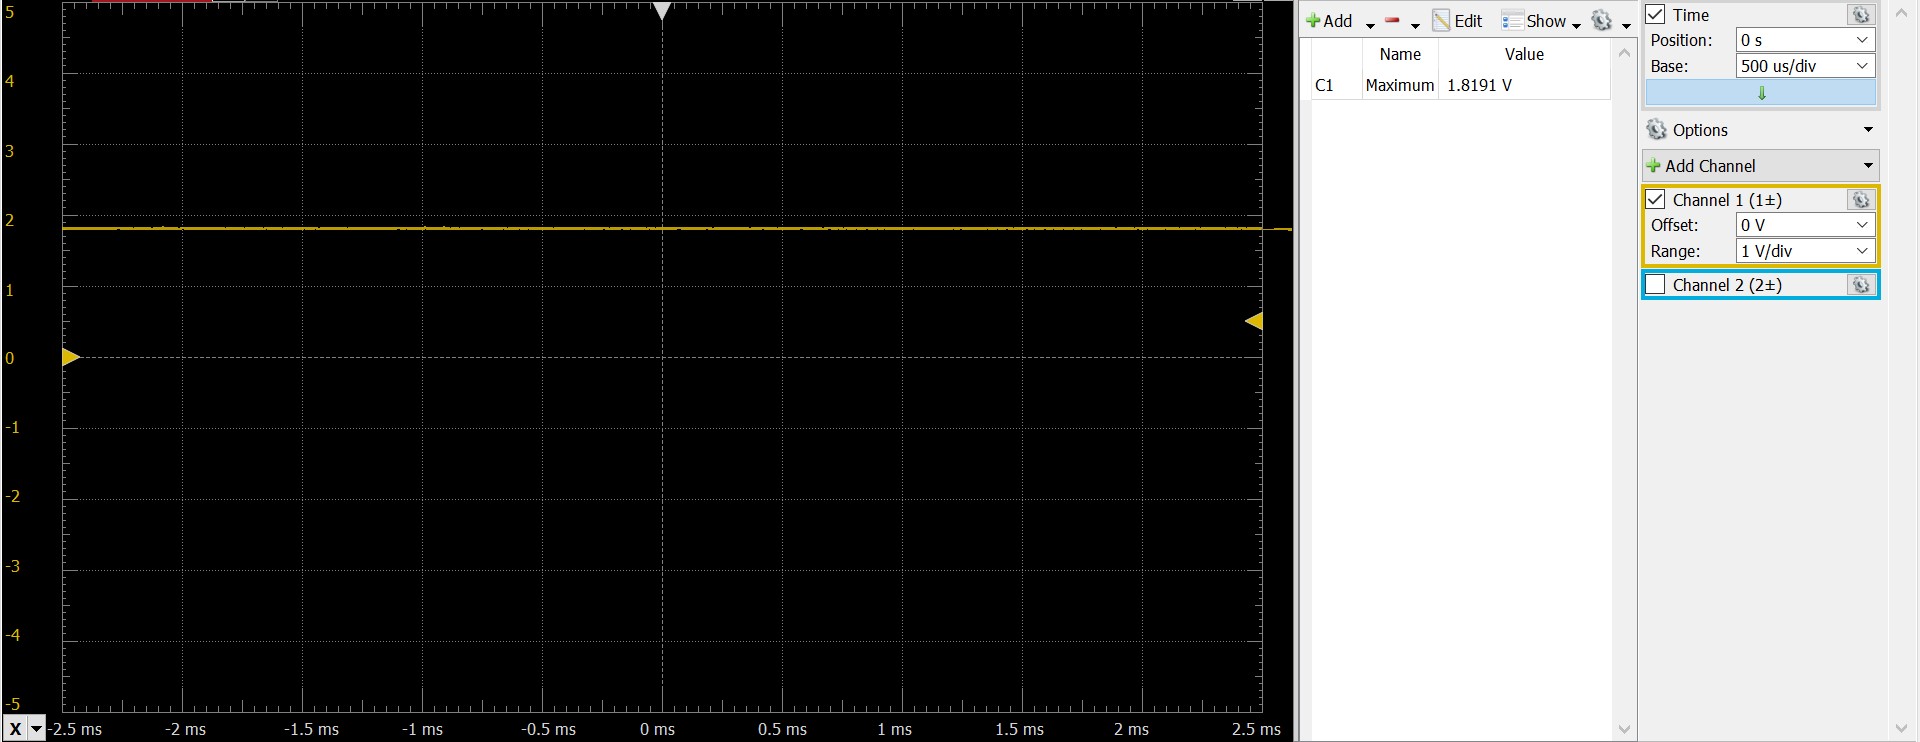 5
4
3
2
1
0
-1
-2
-3
-4
-5
X
-2.5 ms -2 ms -1.5 ms -1 ms -0.5 ms 0 ms 0.5 ms 1 ms 1.5 ms 2 ms 2.5 ms
Add Edit Show
Name Value
C1 Maximum 1.8191 V
Time
Position: 0 s
Base: 500 us/div
Options
Add Channel
Channel 1 (1±)
Offset: 0 V
Range: 1 V/div
Channel 2 (2±)